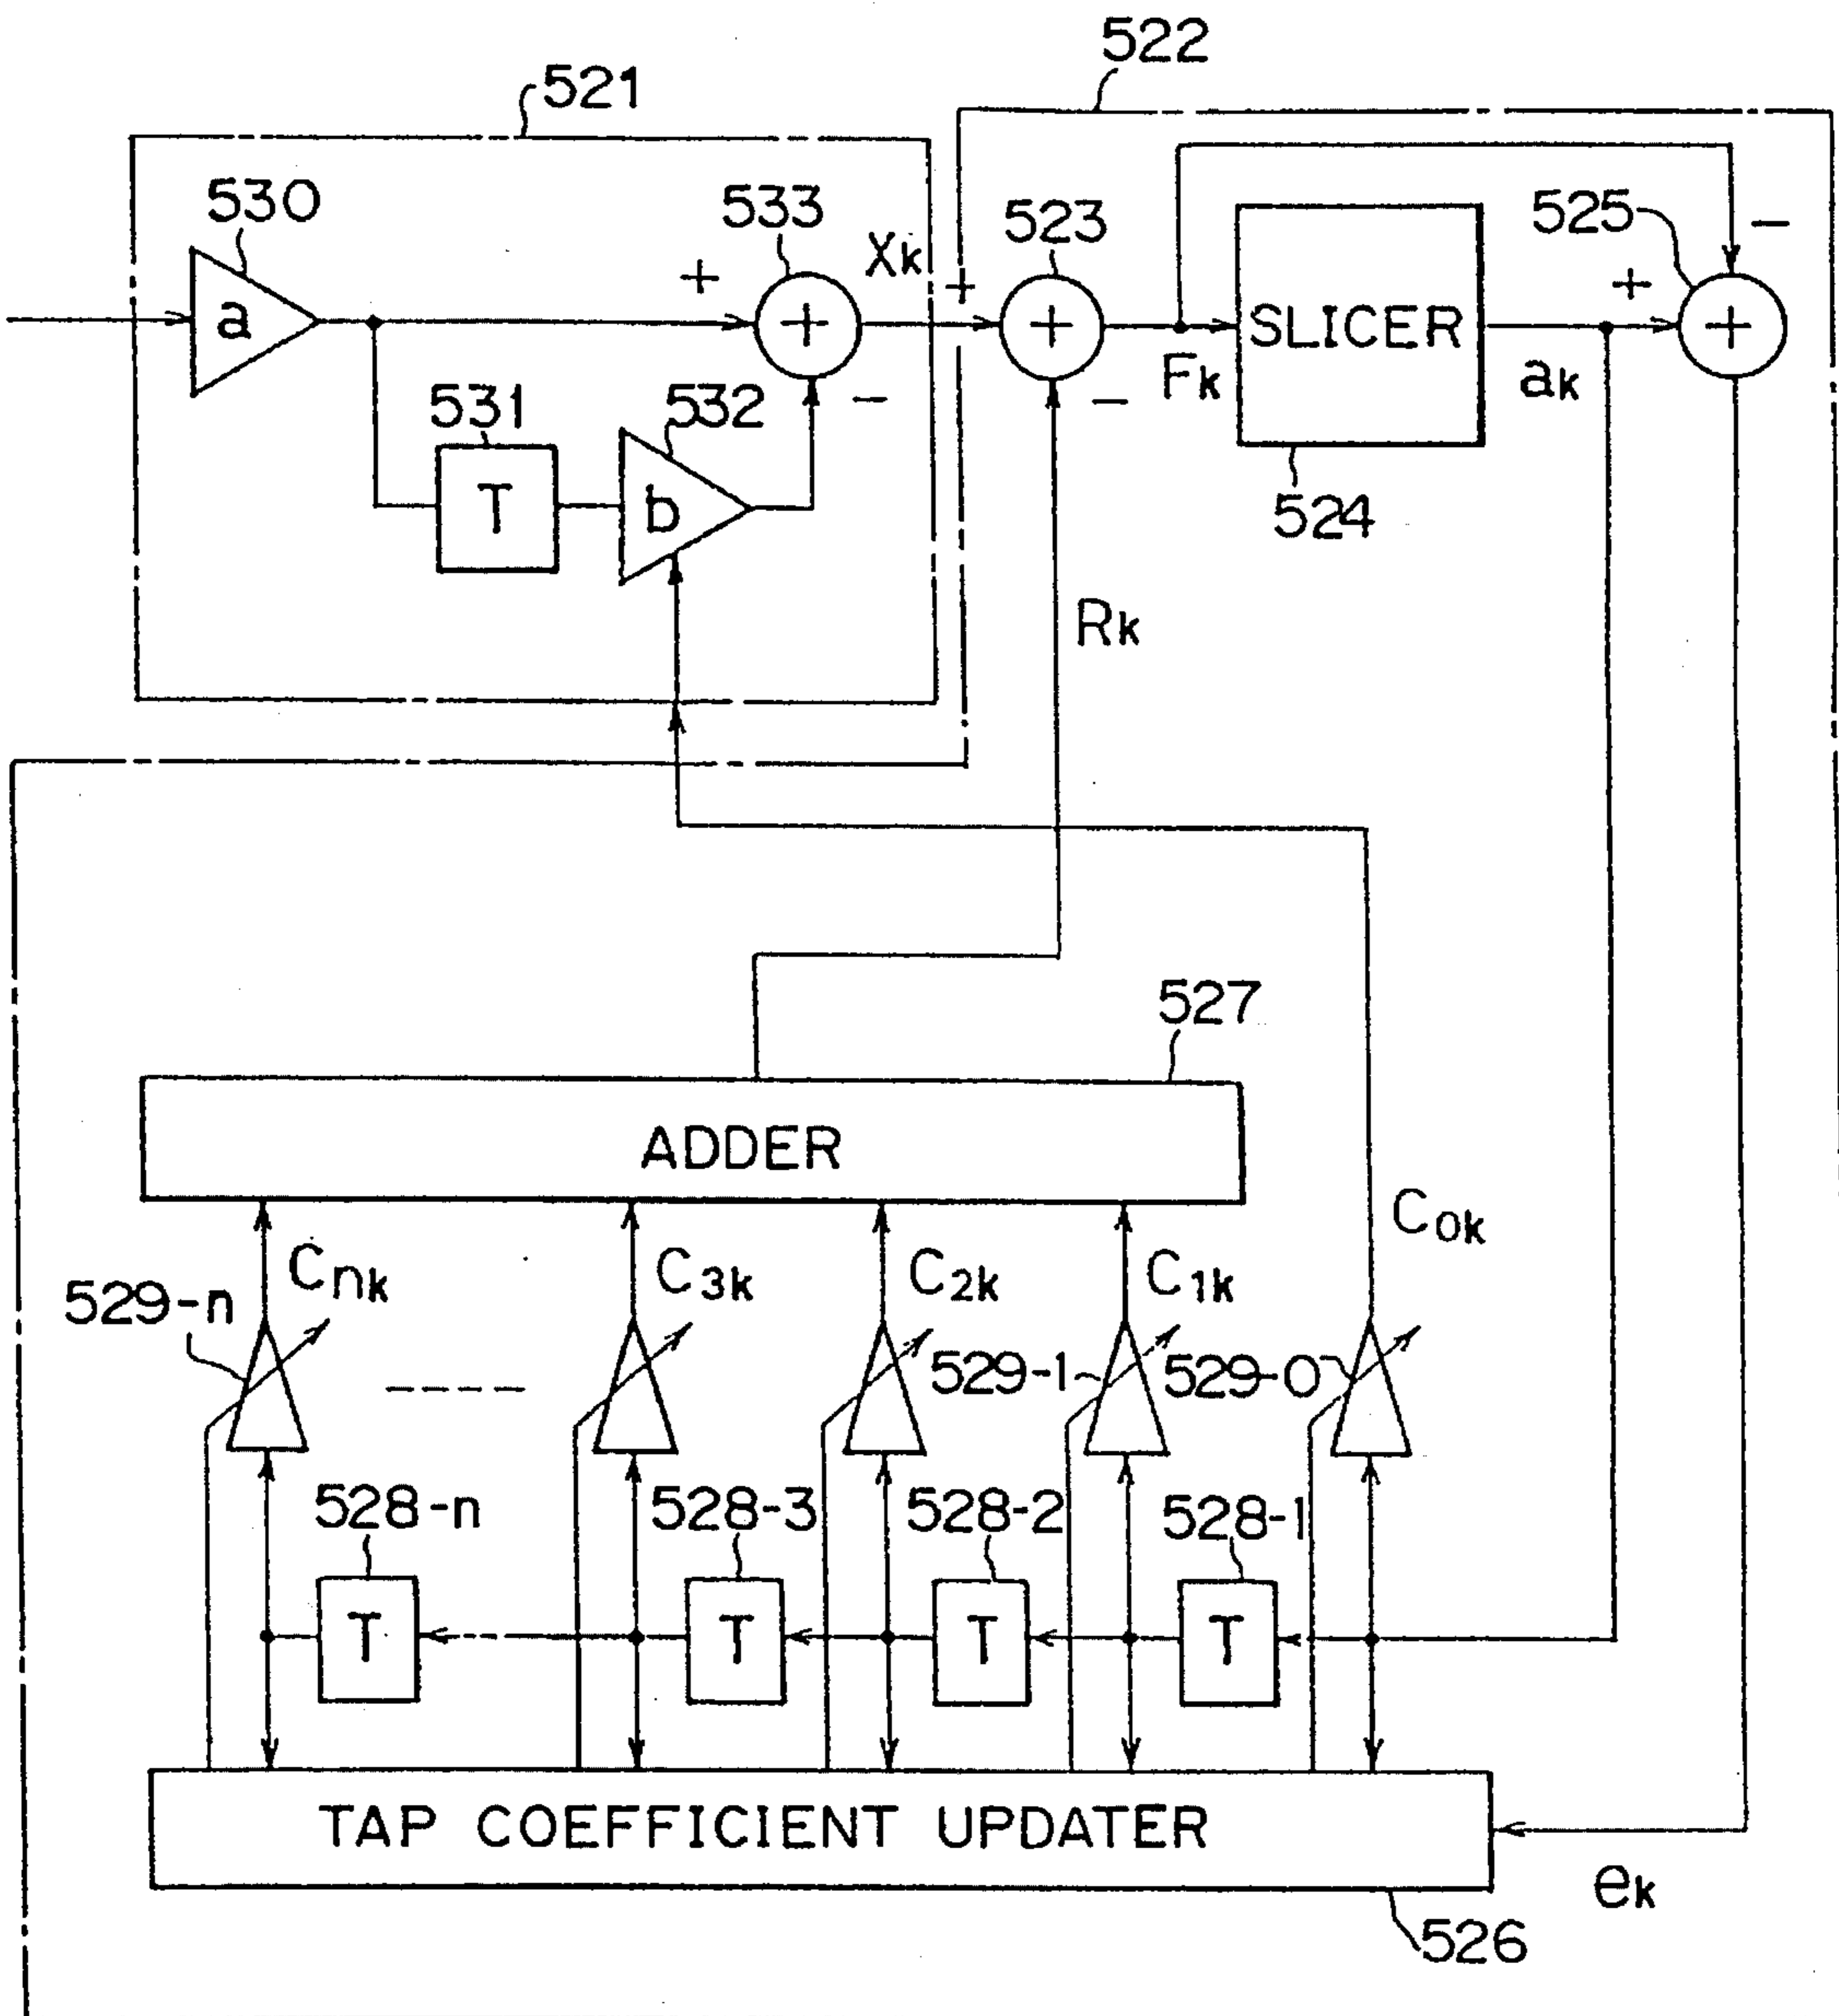 522
521
530
533
Xk
523
525
-
+
+
+
a
+
+
SLICER
+
Fk
ak
531
532
-
-
T
b
524
Rk
527
ADDER
C0k
Cnk
C3k
C2k
C1k
529-n
529-1
529-0
528-n
528-3
528-2
528-1
T
T
T
T
TAP COEFFICIENT UPDATER
ek
526